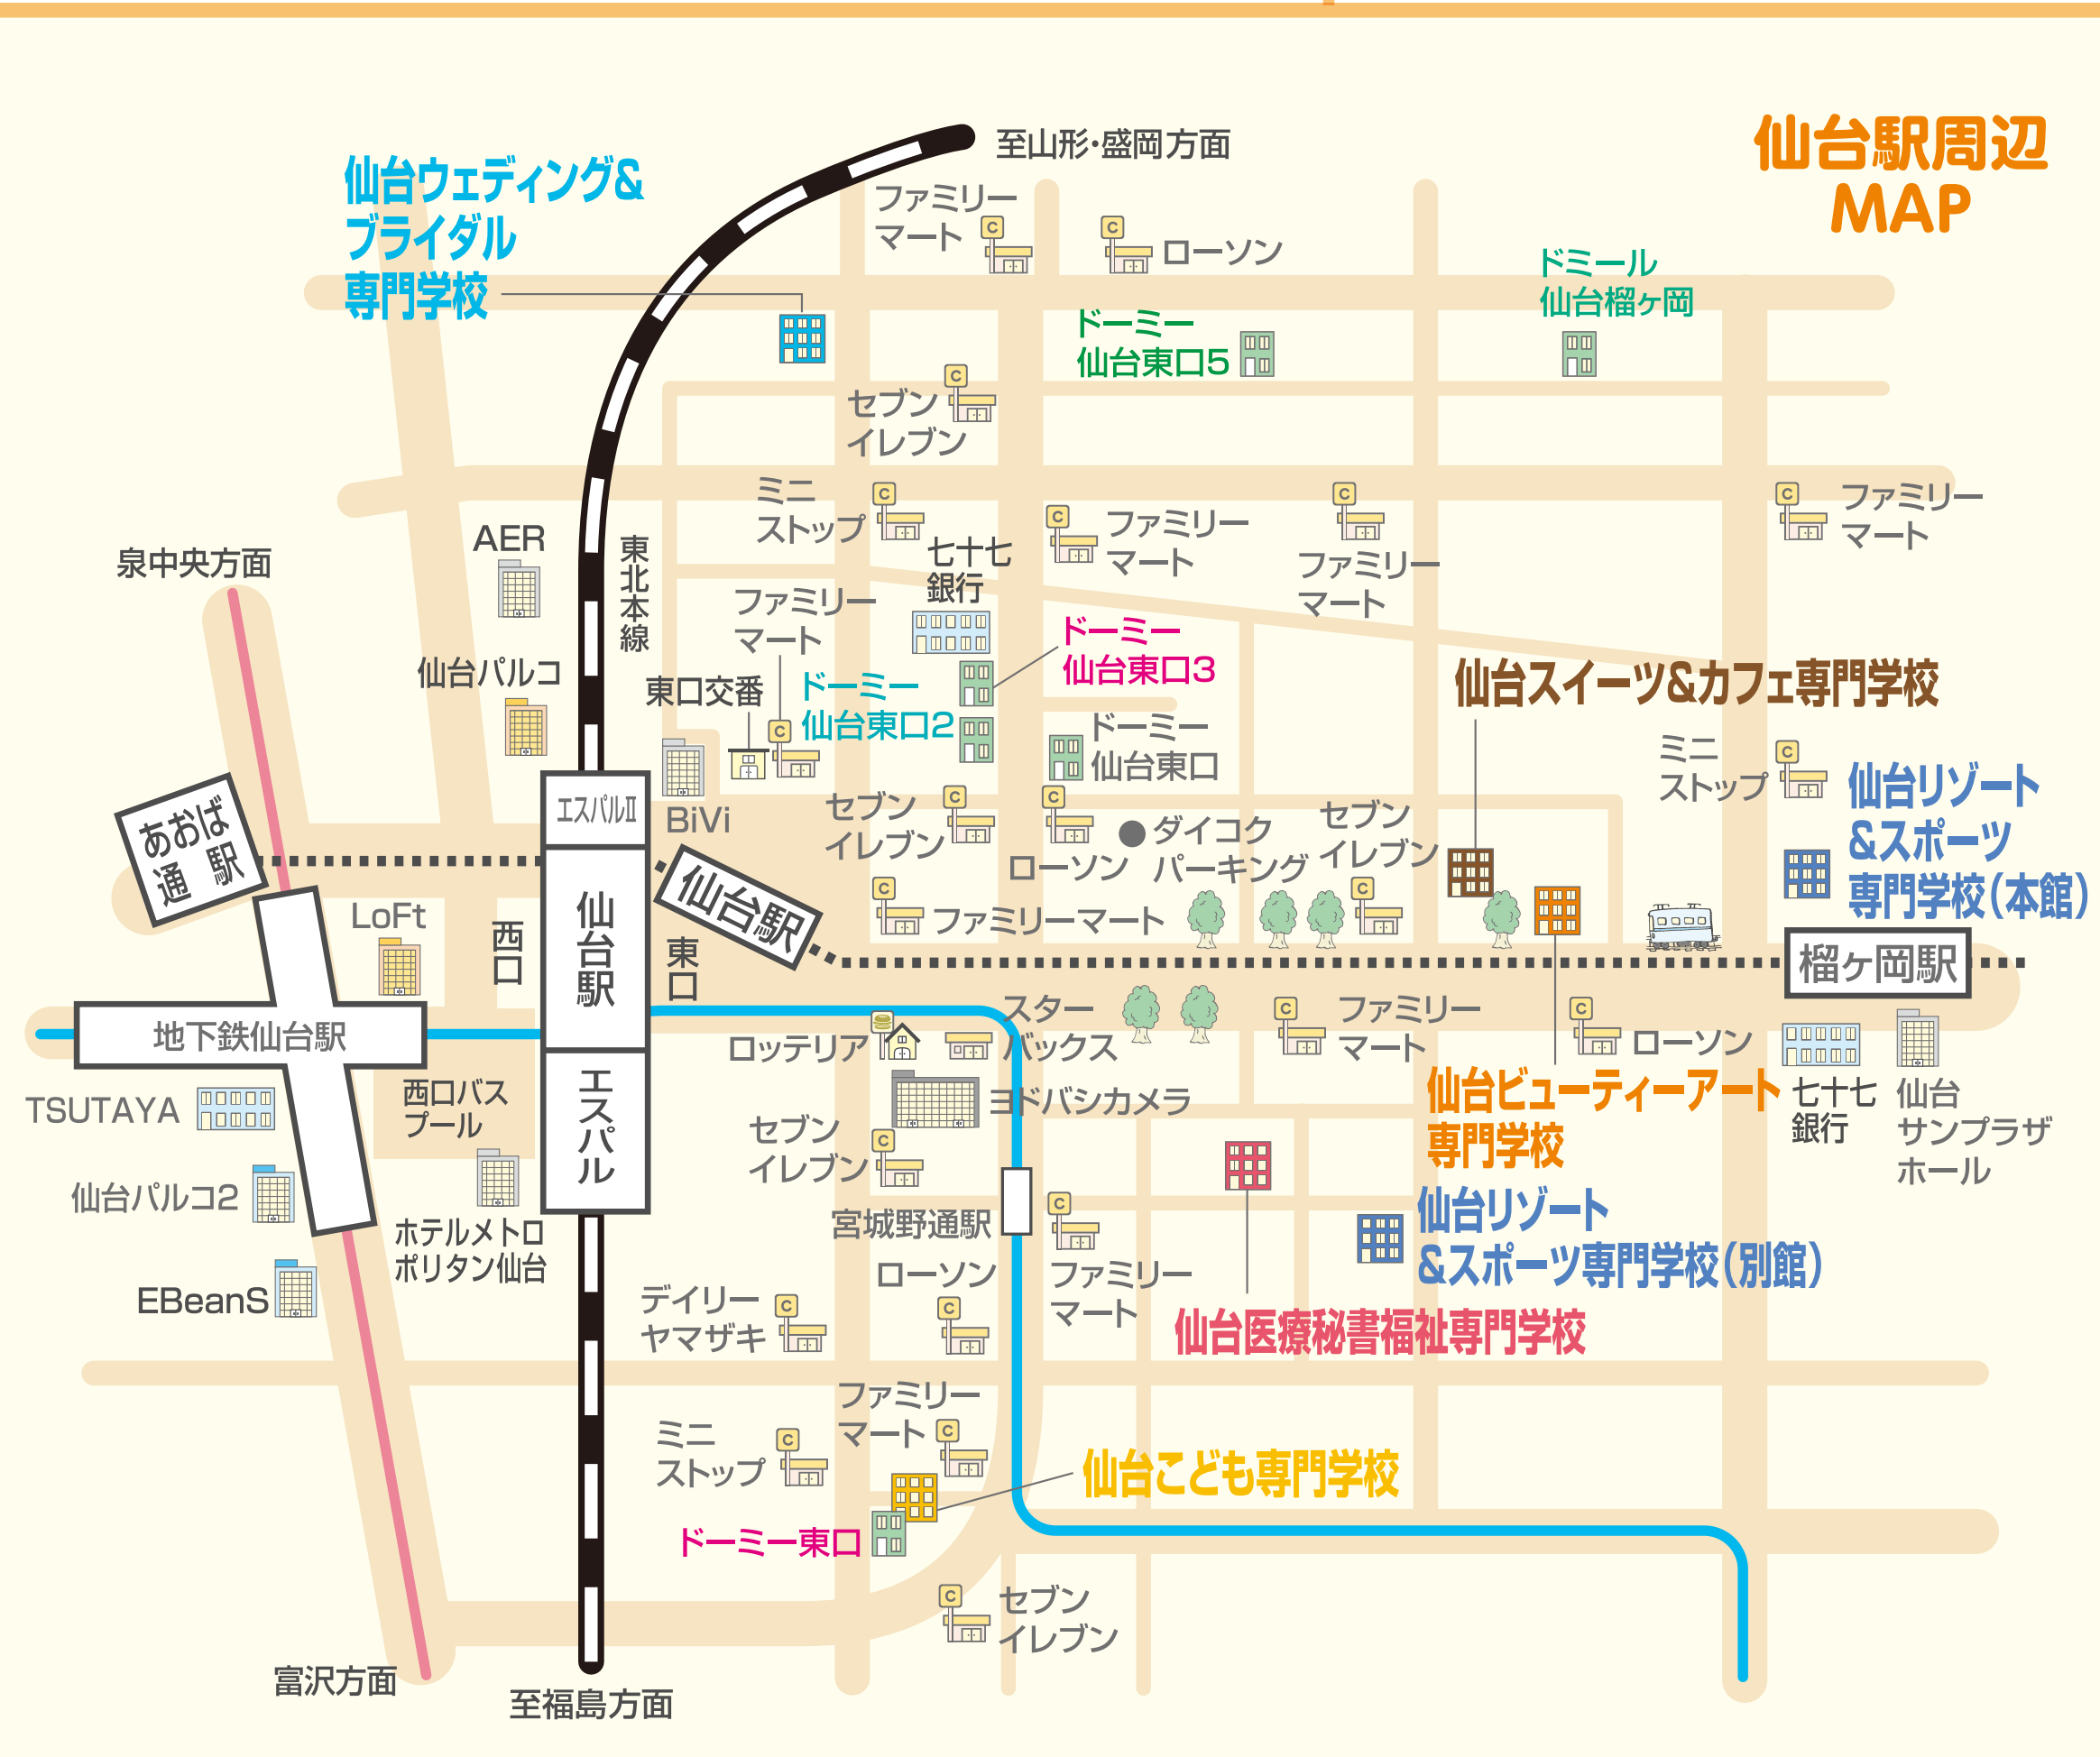 仙台駅周辺
MAP
至山形・盛岡方面
仙台ウェディング&
ブライダル
専門学校
ファミリー
マート
C
C
ローソン
ドミール
仙台榴ヶ岡
ドーミー
仙台東口5
C
セブン
イレブン
ミニ
ストップ
C
C
ファミリー
マート
C
ファミリー
マート
C
ファミリー
マート
AER
東北本線
七十七
銀行
泉中央方面
ファミリー
マート
C
ドーミー
仙台東口3
仙台パルコ
東口交番
ドーミー
仙台東口2
仙台スイーツ&カフェ専門学校
ドーミー
仙台東口
ミニ
ストップ
C
仙台リゾート
&スポーツ
専門学校(本館)
あおば
通駅
エスパルII
BiVi
セブン
イレブン
C
C
ローソン
ダイコク
パーキング
セブン
イレブン
C
仙台駅
仙台駅
C
ファミリーマート
LoFt
西口
東口
榴ヶ岡駅
地下鉄仙台駅
ロッテリア
スター
バックス
C
ファミリー
マート
C
ローソン
エスパル
西口バス
プール
TSUTAYA
ヨドバシカメラ
仙台ビューティーアート
専門学校
七十七
銀行
仙台
サンプラザ
ホール
セブン
イレブン
C
仙台パルコ2
ホテルメトロ
ポリタン仙台
宮城野通駅
C
ファミリー
マート
仙台リゾート
&スポーツ専門学校(別館)
EBeanS
デイリー
ヤマザキ
C
ローソン
C
仙台医療秘書福祉専門学校
ファミリー
マート
C
ミニ
ストップ
C
仙台こども専門学校
ドーミー東口
C
セブン
イレブン
富沢方面
至福島方面